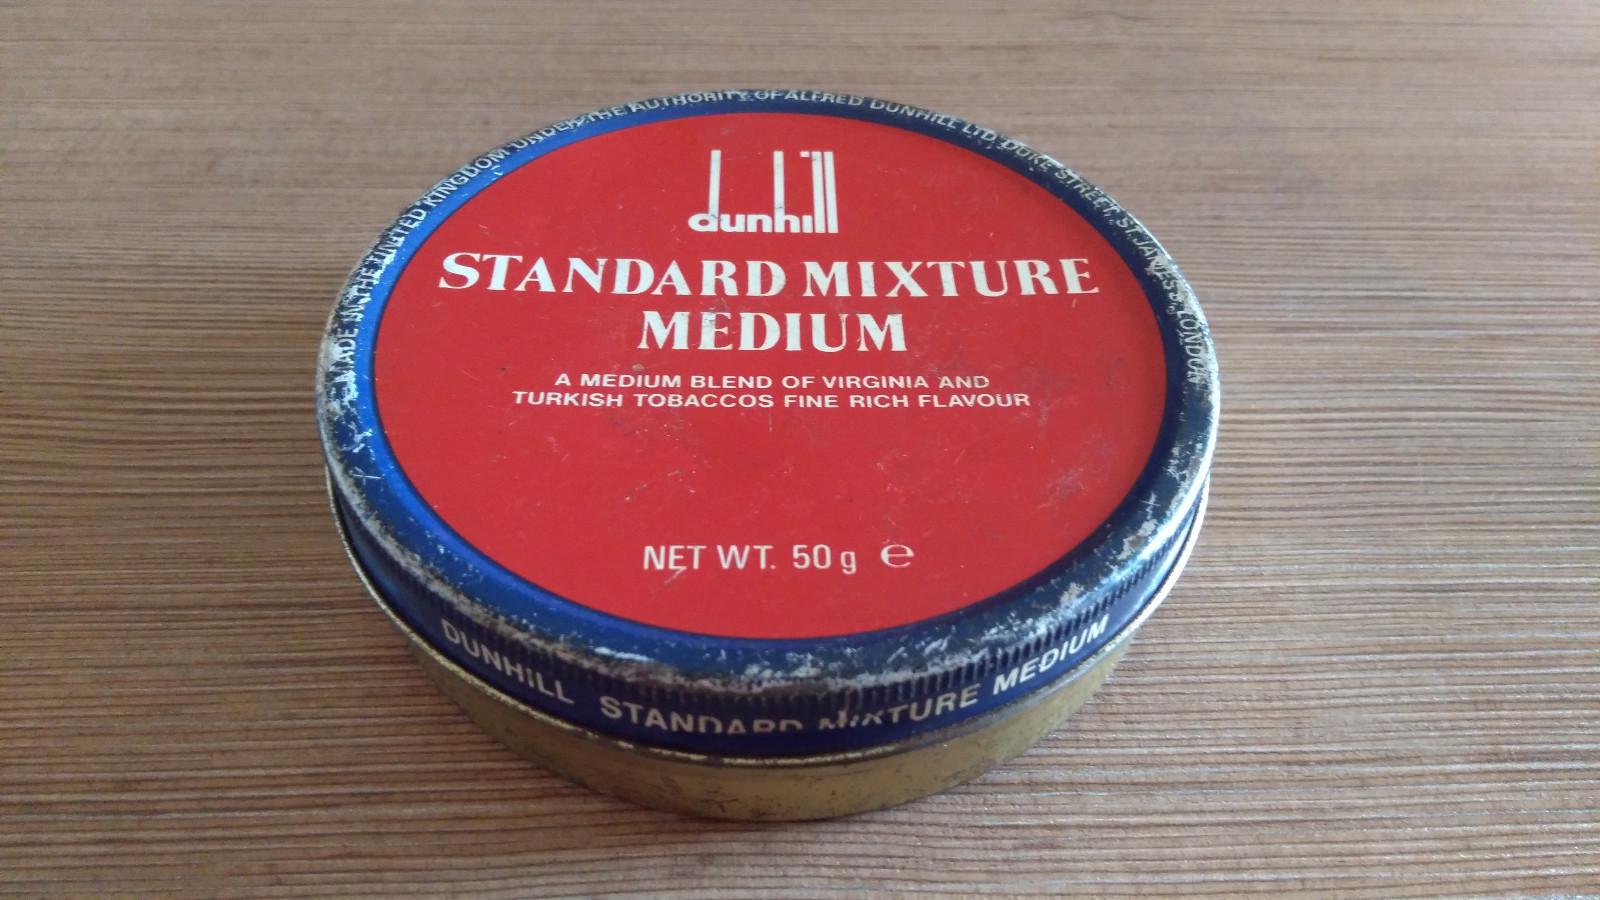 MADE IN THE UNITED KINGDOM UNDER THE AUTHORITY OF ALFRED DUNHILL LTD. DUKE STREET, ST. JAMES'S, LONDON
dunhill
STANDARD MIXTURE
MEDIUM
A MEDIUM BLEND OF VIRGINIA AND
TURKISH TOBACCOS FINE RICH FLAVOUR
NET WT. 50 g ℮
DUNHILL STANDARD MIXTURE MEDIUM